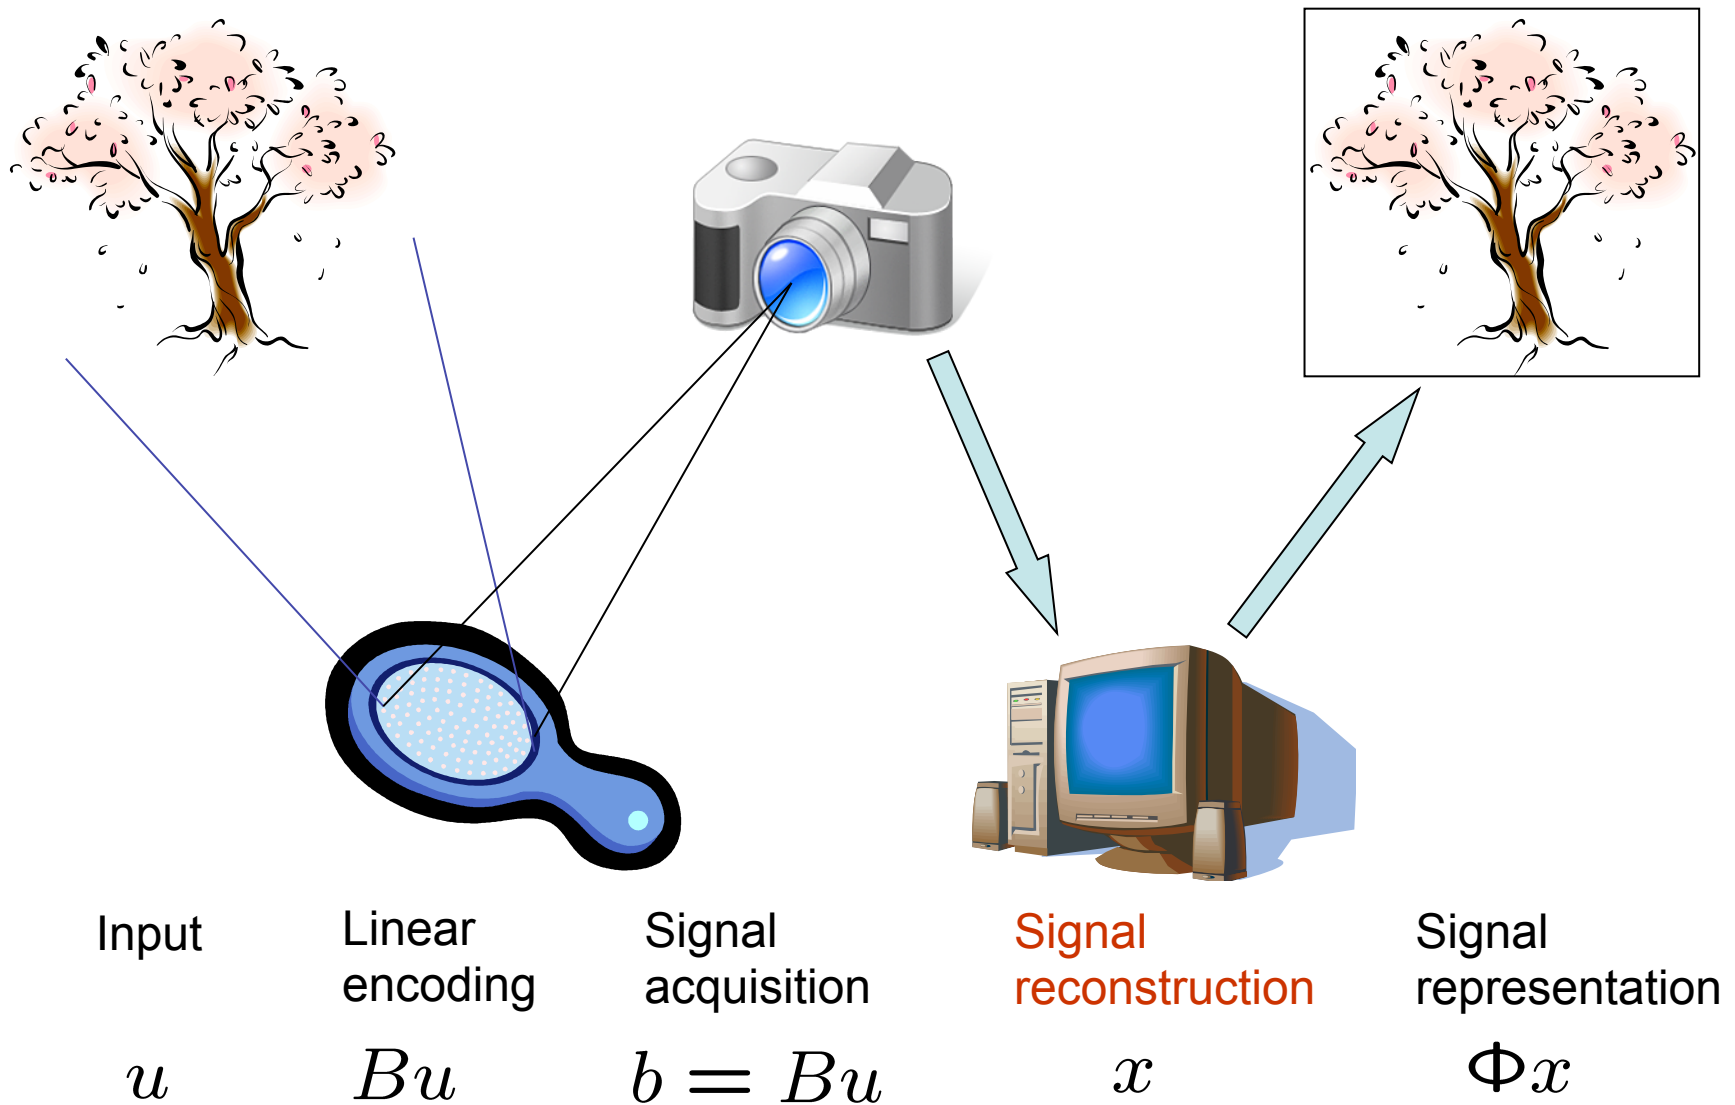 Input
Linear
encoding
Signal
acquisition
Signal
reconstruction
Signal
representation
u
Bu
b = Bu
x
Φx